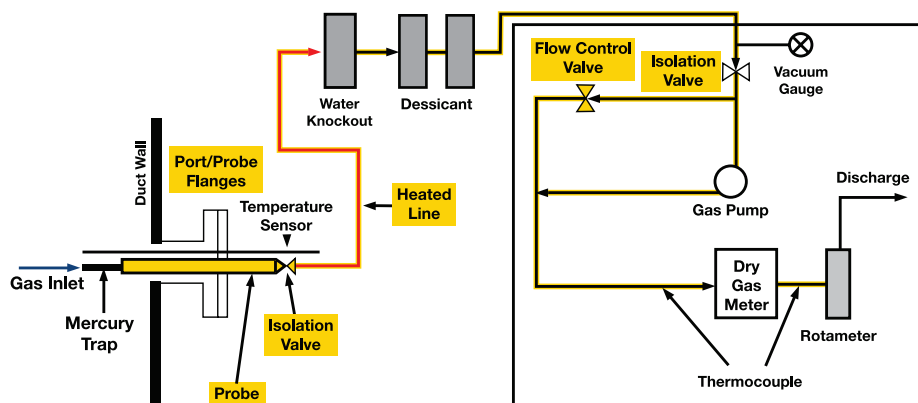 Gas Inlet
Mercury
Trap
Duct Wall
Port/Probe
Flanges
Temperature
Sensor
Probe
Isolation
Valve
Heated
Line
Water
Knockout
Dessicant
Flow Control
Valve
Isolation
Valve
Vacuum
Gauge
Gas Pump
Dry
Gas
Meter
Thermocouple
Rotameter
Discharge